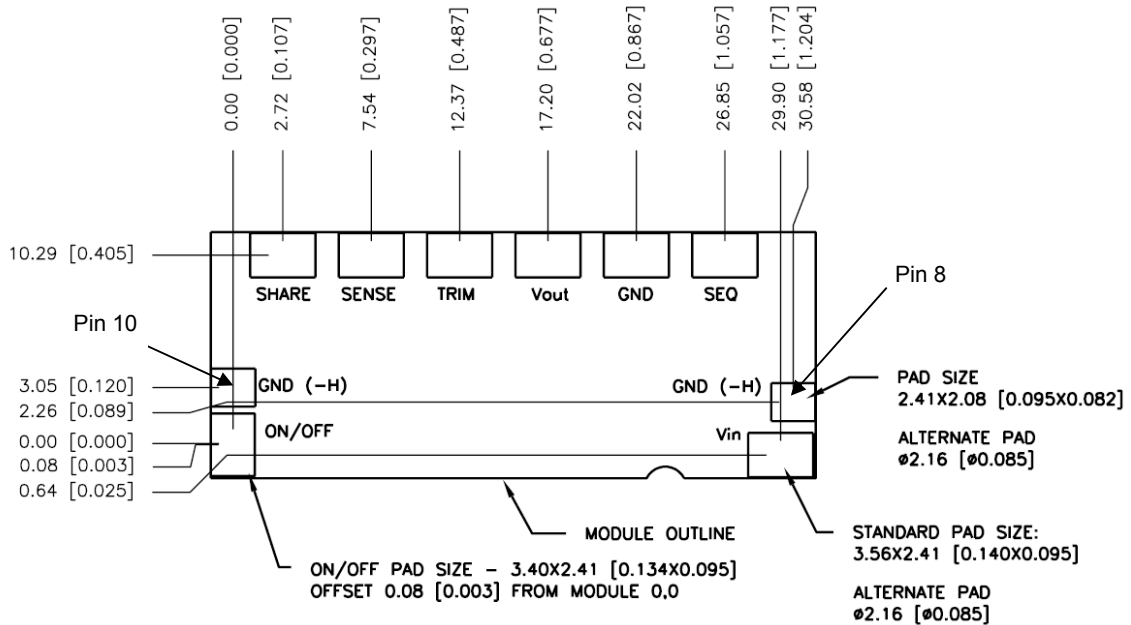 0.00 [0.000]
2.72 [0.107]
7.54 [0.297]
12.37 [0.487]
17.20 [0.677]
22.02 [0.867]
26.85 [1.057]
29.90 [1.177]
30.58 [1.204]
10.29 [0.405]
SHARE
SENSE
TRIM
Vout
GND
SEQ
Pin 8
Pin 10
3.05 [0.120]
2.26 [0.089]
0.00 [0.000]
0.08 [0.003]
0.64 [0.025]
GND (-H)
GND (-H)
ON/OFF
Vin
PAD SIZE
2.41X2.08 [0.095X0.082]
ALTERNATE PAD
ø2.16 [ø0.085]
MODULE OUTLINE
STANDARD PAD SIZE:
3.56X2.41 [0.140X0.095]
ALTERNATE PAD
ø2.16 [ø0.085]
ON/OFF PAD SIZE - 3.40X2.41 [0.134X0.095]
OFFSET 0.08 [0.003] FROM MODULE 0,0